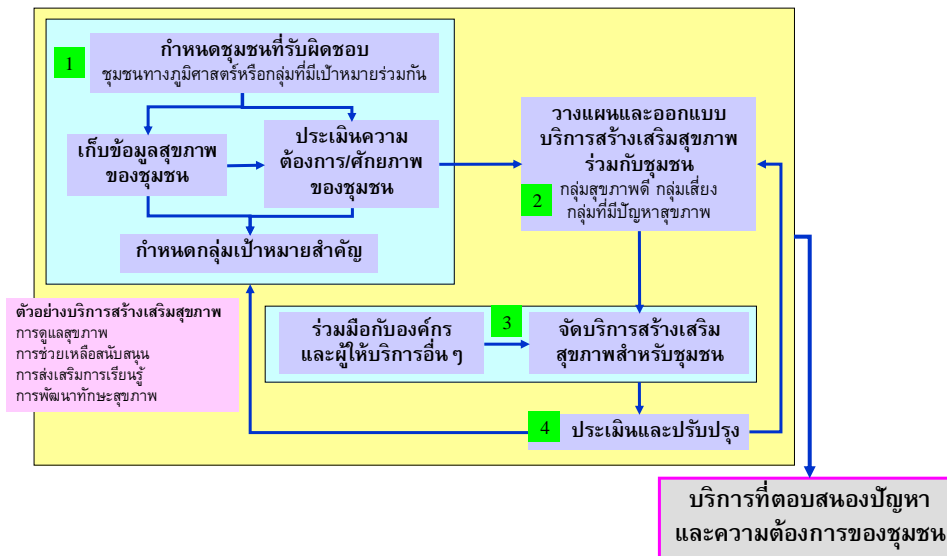 1
กำหนดชุมชนที่รับผิดชอบ
ชุมชนทางภูมิศาสตร์หรือกลุ่มที่มีเป้าหมายร่วมกัน
เก็บข้อมูลสุขภาพ
ของชุมชน
ประเมินความ
ต้องการ/ศักยภาพ
ของชุมชน
กำหนดกลุ่มเป้าหมายสำคัญ
วางแผนและออกแบบ
บริการสร้างเสริมสุขภาพ
ร่วมกับชุมชน
2
กลุ่มสุขภาพดี กลุ่มเสี่ยง
กลุ่มที่มีปัญหาสุขภาพ
ตัวอย่างบริการสร้างเสริมสุขภาพ
การดูแลสุขภาพ
การช่วยเหลือสนับสนุน
การส่งเสริมการเรียนรู้
การพัฒนาทักษะสุขภาพ
ร่วมมือกับองค์กร
และผู้ให้บริการอื่น ๆ
3
จัดบริการสร้างเสริม
สุขภาพสำหรับชุมชน
4
ประเมินและปรับปรุง
บริการที่ตอบสนองปัญหา
และความต้องการของชุมชน